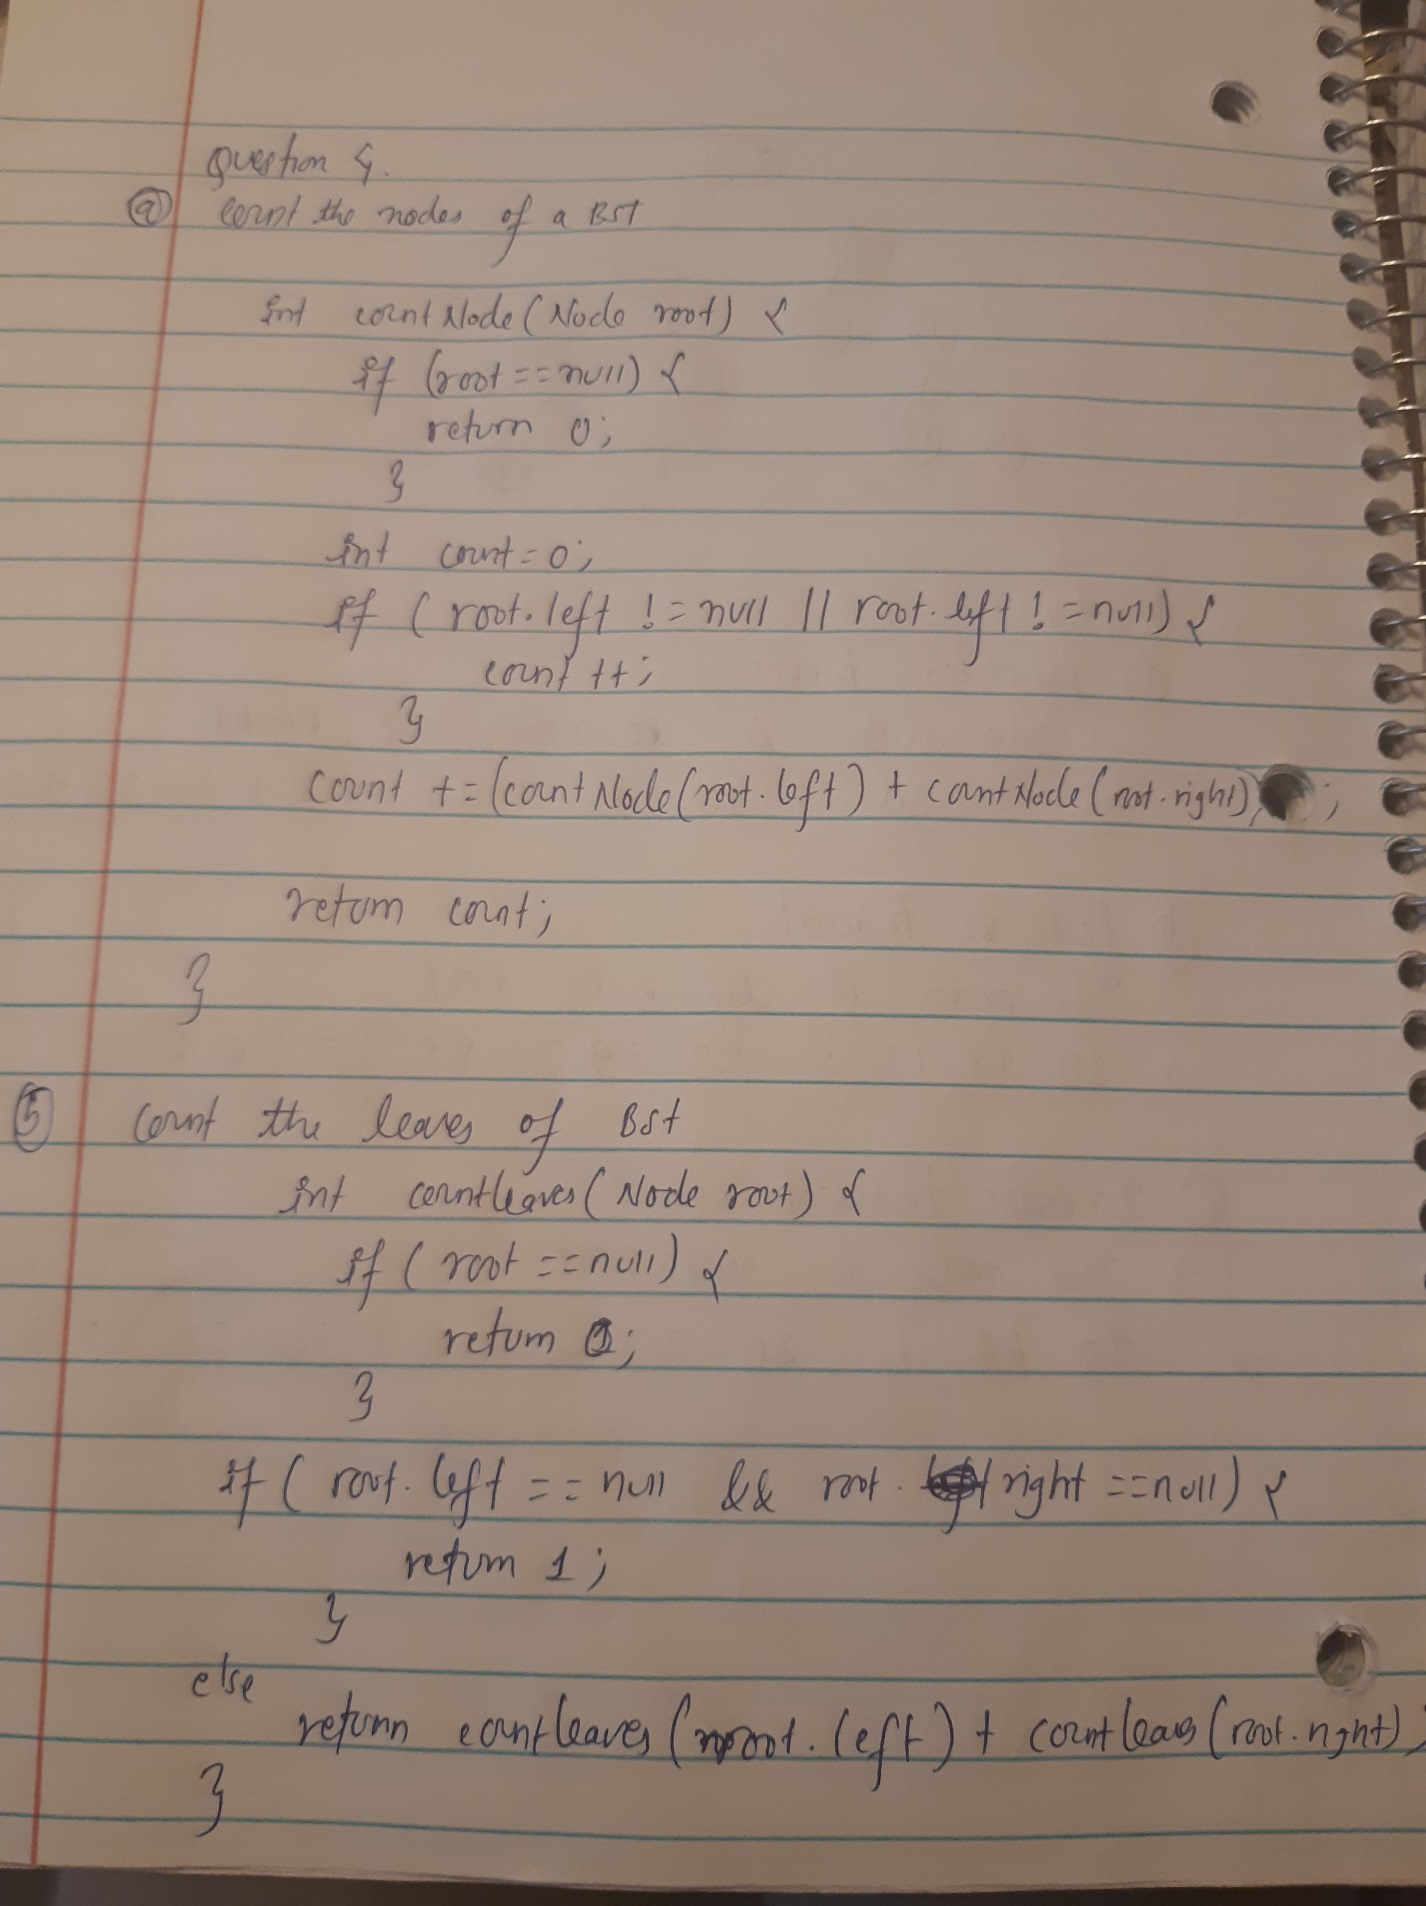 Question 4.
(a) count the nodes of a BST
int countNode(Node root) {
if (root == null) {
return 0;
}
int count = 0;
if (root.left != null || root.left != null) {
count ++;
}
count += (countNode(root.left) + countNode(root.right));
return count;
}
(5) Count the leaves of BST
int countleaves(Node root) {
if (root == null) {
return 0;
}
if (root.left == null && root. right == null) {
return 1;
}
else
return countleaves(root.left) + countleaves(root.right)
}